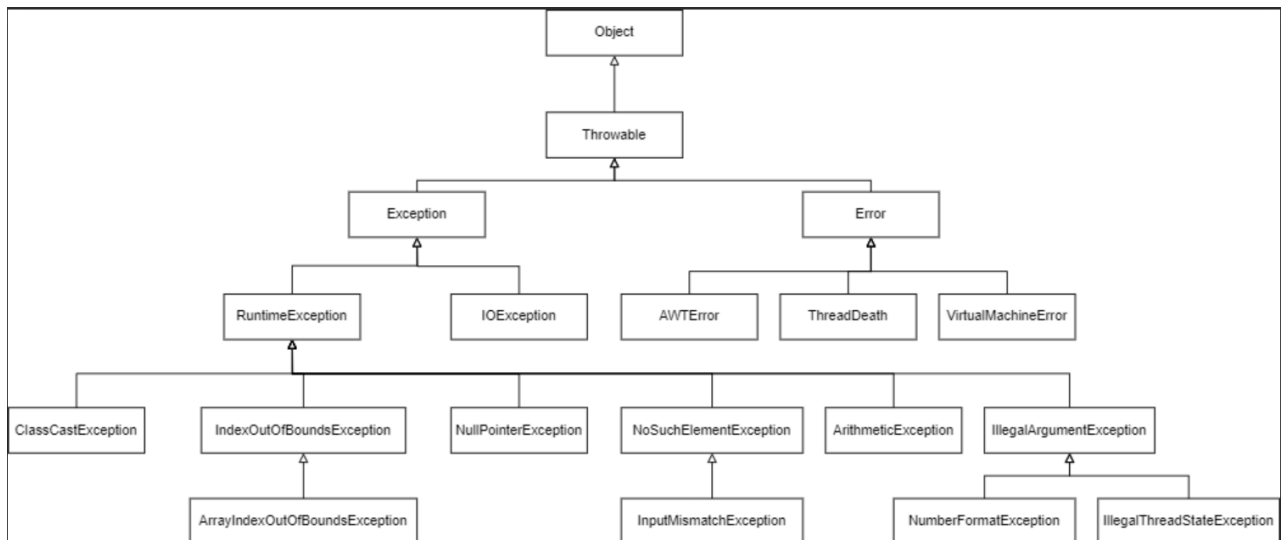 Object
Throwable
Exception
Error
RuntimeException
IOException
AWTError
ThreadDeath
VirtualMachineError
ClassCastException
IndexOutOfBoundsException
NullPointerException
NoSuchElementException
ArithmeticException
IllegalArgumentException
ArrayIndexOutOfBoundsException
InputMismatchException
NumberFormatException
IllegalThreadStateException